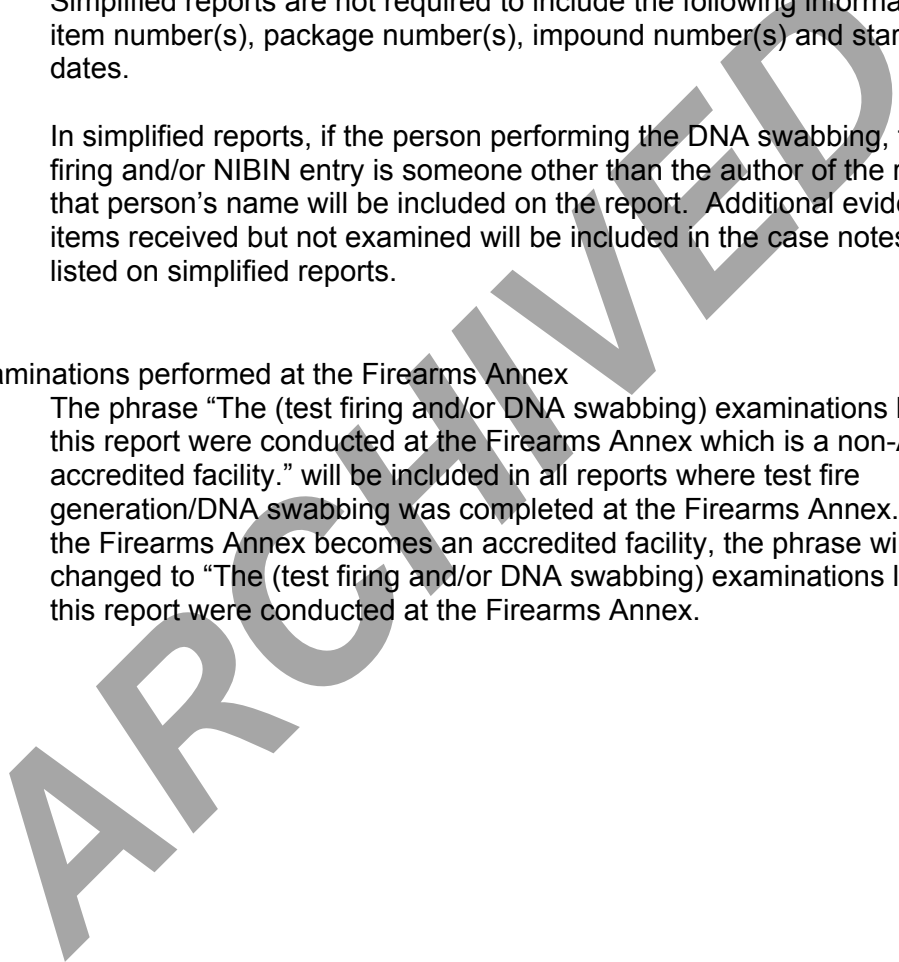 Simplified reports are not required to include the following informa
item number(s), package number(s), impound number(s) and star
dates.
In simplified reports, if the person performing the DNA swabbing,
firing and/or NIBIN entry is someone other than the author of the r
that person's name will be included on the report. Additional evide
items received but not examined will be included in the case notes
listed on simplified reports.
aminations performed at the Firearms Annex
The phrase “The (test firing and/or DNA swabbing) examinations l
this report were conducted at the Firearms Annex which is a non-A
accredited facility.” will be included in all reports where test fire
generation/DNA swabbing was completed at the Firearms Annex.
the Firearms Annex becomes an accredited facility, the phrase wi
changed to “The (test firing and/or DNA swabbing) examinations l
this report were conducted at the Firearms Annex.
ARCHIVED